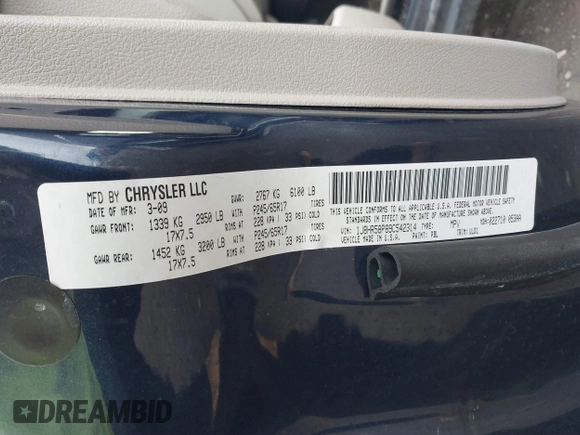 MFD BY CHRYSLER LLC
DATE OF MFR: 3-09 GVWR: 2767 KG 6100 LB
GAWR FRONT: 1339 KG 2950 LB P245/65R17 TIRES
17X7.5 RIMS AT 228 KPA 33 PSI COLD
GAWR REAR: 1452 KG 3200 LB P245/65R17 TIRES
17X7.5 RIMS AT 228 KPA 33 PSI COLD
THIS VEHICLE CONFORMS TO ALL APPLICABLE U.S.A. FEDERAL MOTOR VEHICLE SAFETY
STANDARDS IN EFFECT ON THE DATE OF MANUFACTURE SHOWN ABOVE.
VIN: 1J8HR58P89C542314 TYPE: MPV MDH: 022710 053AA
MADE IN U.S.A. PAINT: PBL TRIM: VLDZ
DREAMBID